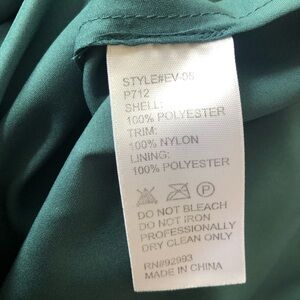 STYLE#EV-05
P712
SHELL:
100% POLYESTER
TRIM:
100% NYLON
LINING:
100% POLYESTER
P
DO NOT BLEACH
DO NOT IRON
PROFESSIONALLY
DRY CLEAN ONLY
RN#92993
MADE IN CHINA